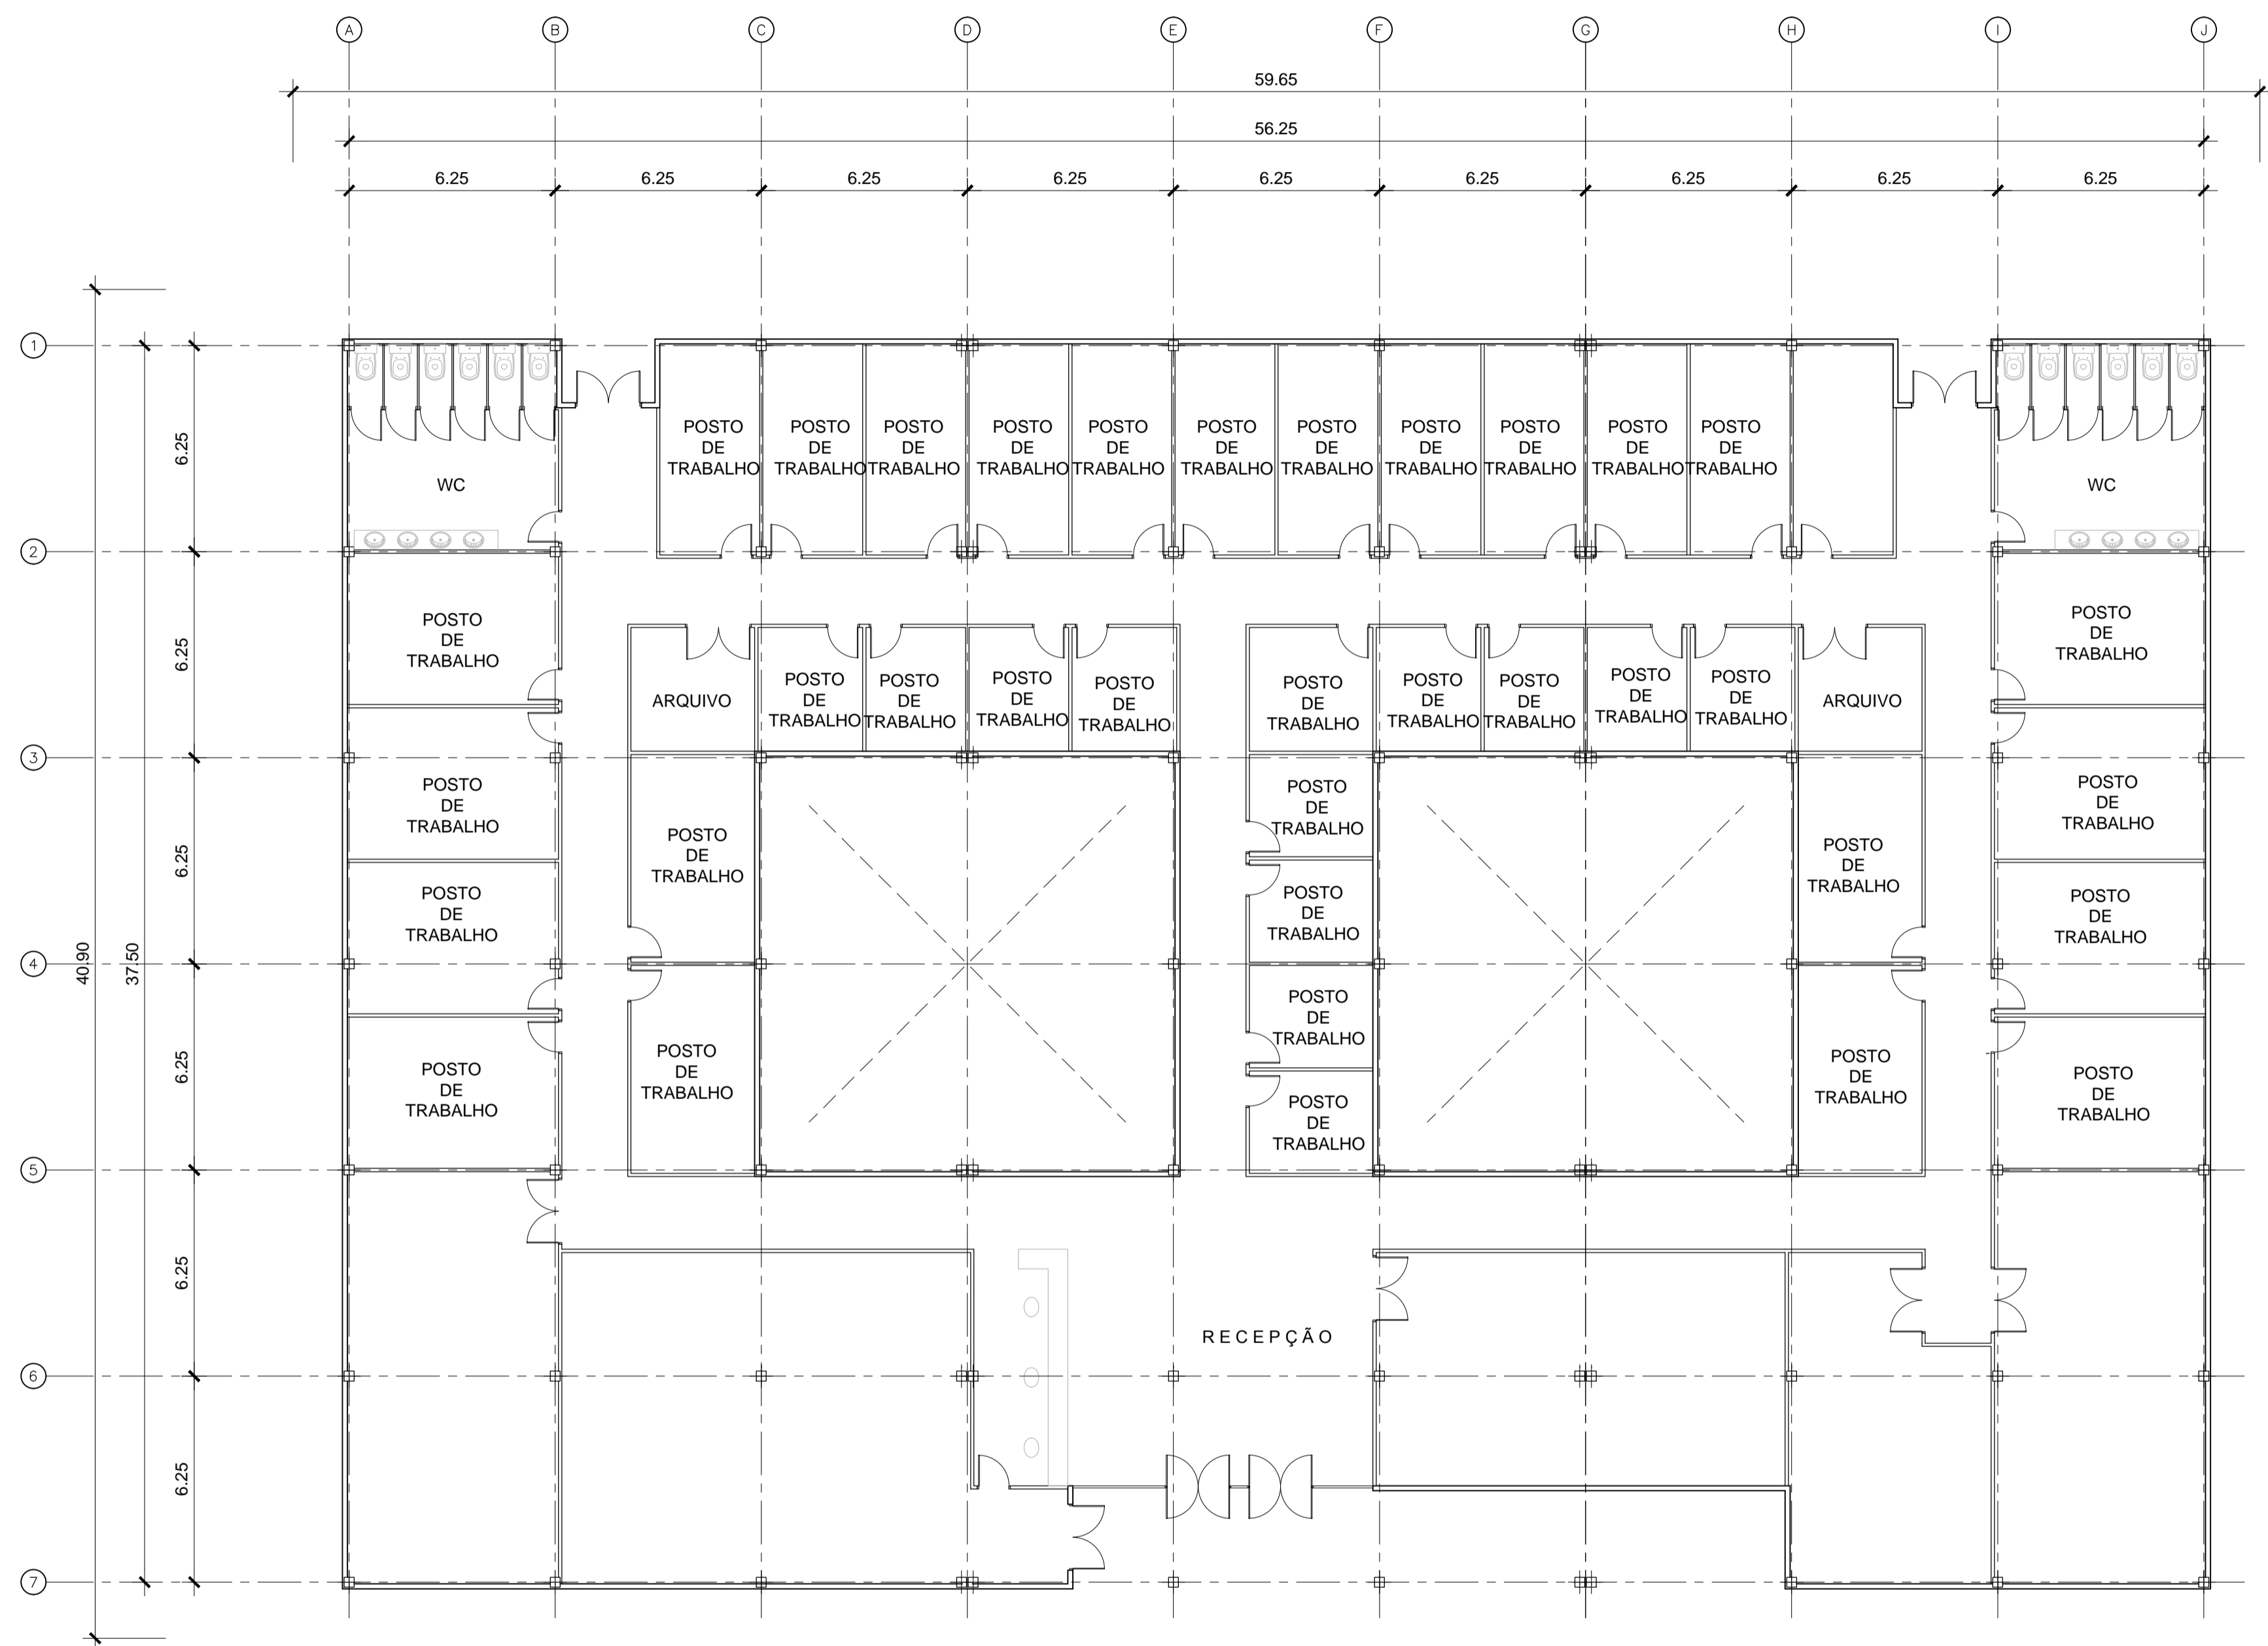 A B C D E F G H I J
59.65
56.25
6.25 6.25 6.25 6.25 6.25 6.25 6.25 6.25 6.25
40.90
37.50
6.25
6.25
6.25
6.25
6.25
6.25
1
2
3
4
5
6
7
POSTO POSTO POSTO POSTO POSTO POSTO POSTO POSTO POSTO POSTO POSTO
DE DE DE DE DE DE DE DE DE DE DE
TRABALHO TRABALHO TRABALHO TRABALHO TRABALHO TRABALHO TRABALHO TRABALHO TRABALHO TRABALHO TRABALHO
WC WC
POSTO
DE
TRABALHO
POSTO
DE
TRABALHO
ARQUIVO
POSTO POSTO POSTO POSTO POSTO POSTO POSTO POSTO POSTO
DE DE DE DE DE DE DE DE DE
TRABALHO TRABALHO TRABALHO TRABALHO TRABALHO TRABALHO TRABALHO TRABALHO TRABALHO
ARQUIVO
POSTO
DE
TRABALHO
POSTO
DE
TRABALHO
POSTO
DE
TRABALHO
POSTO
DE
TRABALHO
POSTO
DE
TRABALHO
POSTO
DE
TRABALHO
POSTO
DE
TRABALHO
POSTO
DE
TRABALHO
POSTO
DE
TRABALHO
POSTO
DE
TRABALHO
POSTO
DE
TRABALHO
POSTO
DE
TRABALHO
POSTO
DE
TRABALHO
POSTO
DE
TRABALHO
RECEPÇÃO